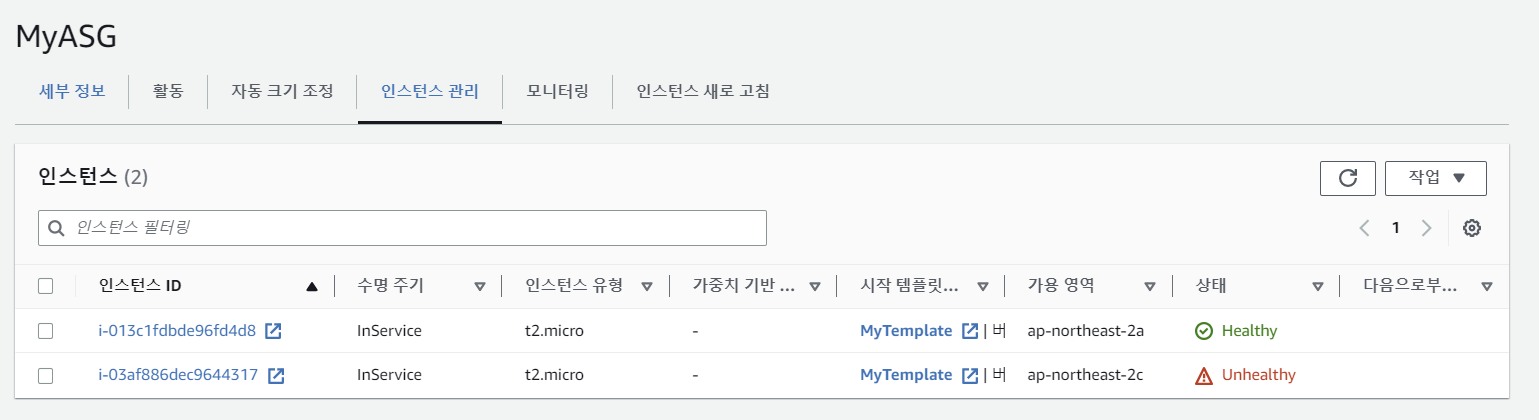 MyASG
세부 정보 활동 자동 크기 조정 인스턴스 관리 모니터링 인스턴스 새로 고침
인스턴스 (2) 작업
인스턴스 필터링 1
인스턴스 ID 수명 주기 인스턴스 유형 가중치 기반 ... 시작 템플릿... 가용 영역 상태 다음으로부...
i-013c1fdbde96fd4d8 InService t2.micro - MyTemplate | 버 ap-northeast-2a Healthy
i-03af886dec9644317 InService t2.micro - MyTemplate | 버 ap-northeast-2c Unhealthy